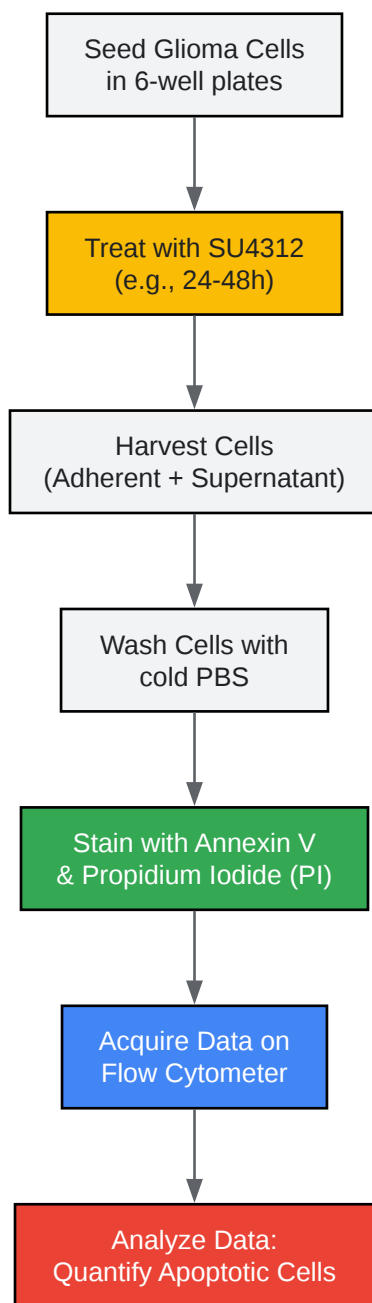 Seed Glioma Cells
in 6-well plates
Treat with SU4312
(e.g., 24-48h)
Harvest Cells
(Adherent + Supernatant)
Wash Cells with
cold PBS
Stain with Annexin V
& Propidium Iodide (PI)
Acquire Data on
Flow Cytometer
Analyze Data:
Quantify Apoptotic Cells